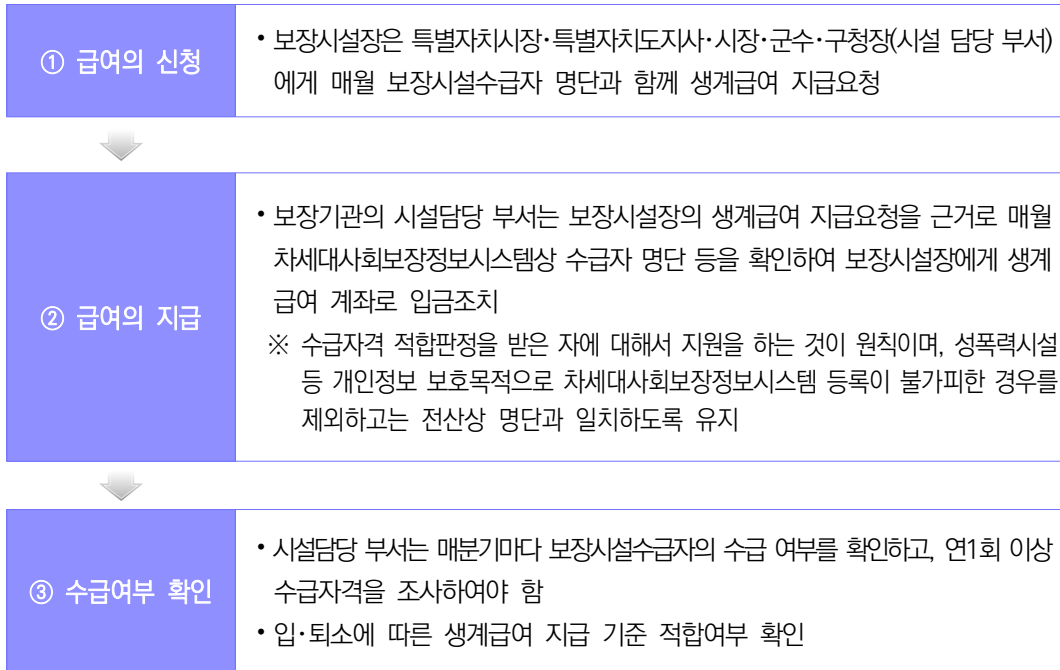 ① 급여의 신청
• 보장시설장은 특별자치시장·특별자치도지사·시장·군수·구청장(시설 담당 부서)
에게 매월 보장시설수급자 명단과 함께 생계급여 지급요청
② 급여의 지급
• 보장기관의 시설담당 부서는 보장시설장의 생계급여 지급요청을 근거로 매월
차세대사회보장정보시스템상 수급자 명단 등을 확인하여 보장시설장에게 생계
급여 계좌로 입금조치
※ 수급자격 적합판정을 받은 자에 대해서 지원을 하는 것이 원칙이며, 성폭력시설
등 개인정보 보호목적으로 차세대사회보장정보시스템 등록이 불가피한 경우를
제외하고는 전산상 명단과 일치하도록 유지
③ 수급여부 확인
• 시설담당 부서는 매분기마다 보장시설수급자의 수급 여부를 확인하고, 연1회 이상
수급자격을 조사하여야 함
• 입·퇴소에 따른 생계급여 지급 기준 적합여부 확인